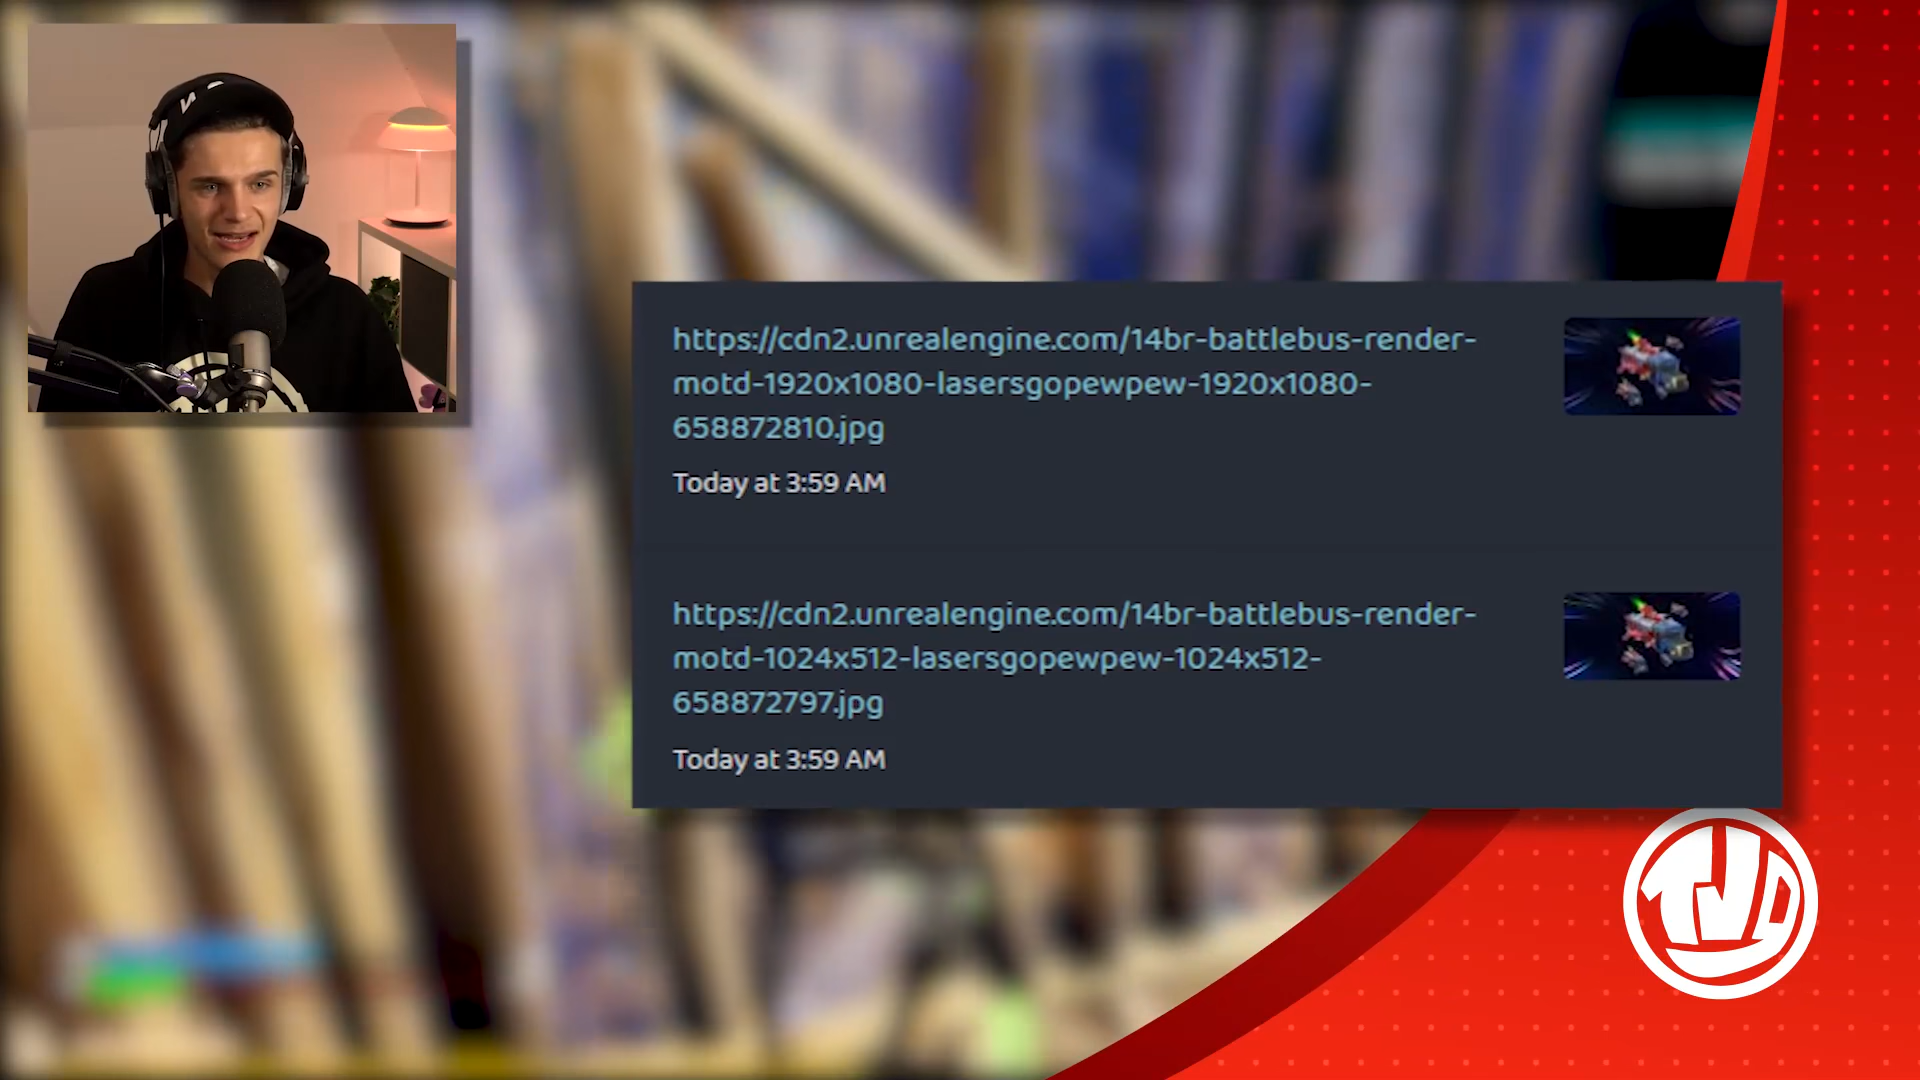 https://cdn2.unrealengine.com/14br-battlebus-render-
motd-1920x1080-lasersgopewpew-1920x1080-
658872810.jpg
Today at 3:59 AM
https://cdn2.unrealengine.com/14br-battlebus-render-
motd-1024x512-lasersgopewpew-1024x512-
658872797.jpg
Today at 3:59 AM